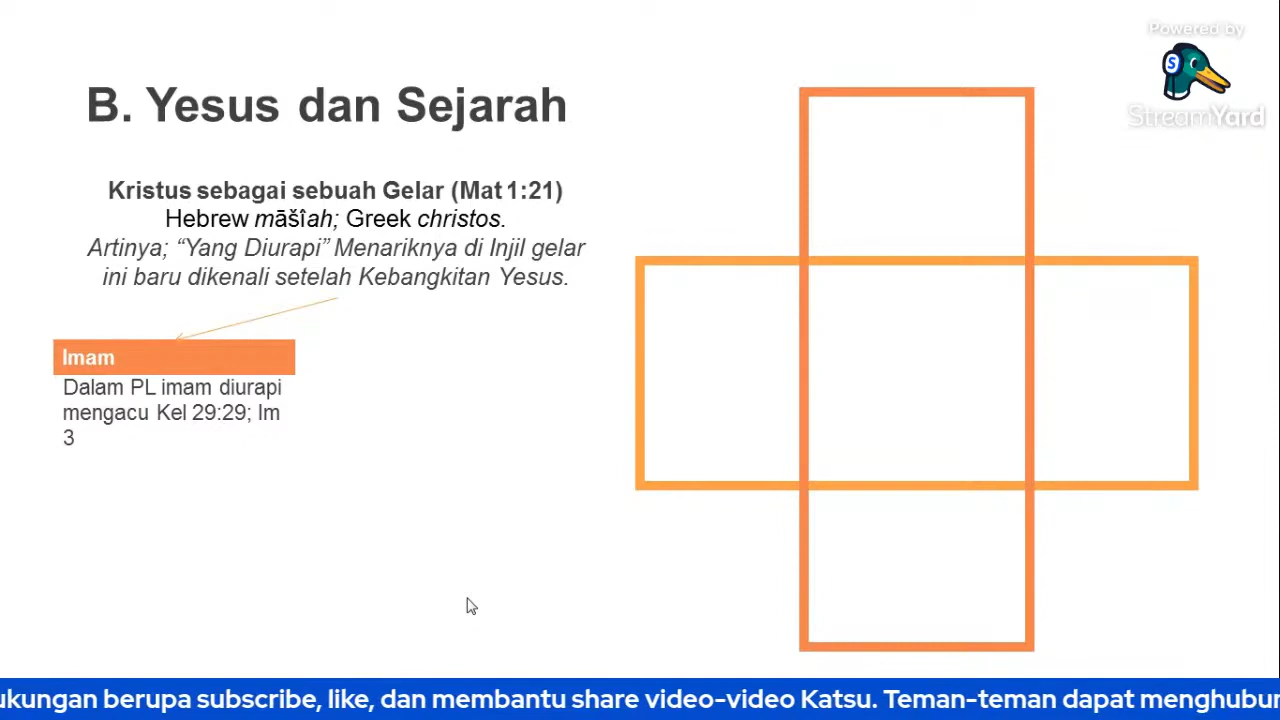 Powered by
StreamYard
B. Yesus dan Sejarah
Kristus sebagai sebuah Gelar (Mat 1:21)
Hebrew māšîah; Greek christos.
Artinya; “Yang Diurapi” Menariknya di Injil gelar
ini baru dikenali setelah Kebangkitan Yesus.
Imam
Dalam PL imam diurapi
mengacu Kel 29:29; Im
3
ukungan berupa subscribe, like, dan membantu share video-video Katsu. Teman-teman dapat menghubun